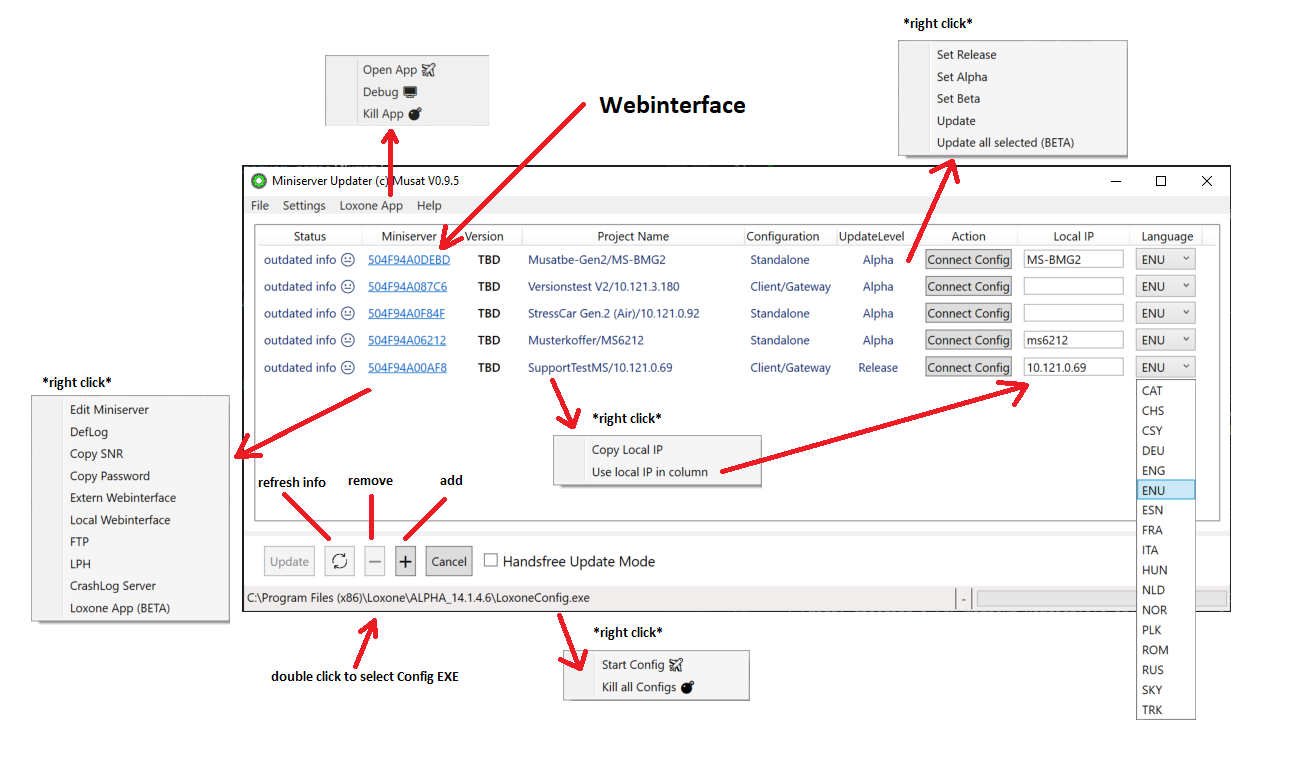 *right click*
Set Release
Set Alpha
Set Beta
Update
Update all selected (BETA)
Open App
Debug
Kill App
Webinterface
Miniserver Updater (c) Musat V0.9.5
File Settings Loxone App Help
Status Miniserver Version Project Name Configuration UpdateLevel Action Local IP Language
outdated info 504F94A0DEBD TBD Musatbe-Gen2/MS-BMG2 Standalone Alpha Connect Config MS-BMG2 ENU
outdated info 504F94A087C6 TBD Versionstest V2/10.121.3.180 Client/Gateway Alpha Connect Config ENU
outdated info 504F94A0F84F TBD StressCar Gen.2 (Air)/10.121.0.92 Standalone Alpha Connect Config ENU
outdated info 504F94A06212 TBD Musterkoffer/MS6212 Standalone Alpha Connect Config ms6212 ENU
outdated info 504F94A00AF8 TBD SupportTestMS/10.121.0.69 Client/Gateway Release Connect Config 10.121.0.69 ENU
CAT
CHS
CSY
DEU
ENG
ENU
ESN
FRA
ITA
HUN
NLD
NOR
PLK
ROM
RUS
SKY
TRK
*right click*
Edit Miniserver
DefLog
Copy SNR
Copy Password
Extern Webinterface
Local Webinterface
FTP
LPH
CrashLog Server
Loxone App (BETA)
*right click*
Copy Local IP
Use local IP in column
refresh info
remove
add
Update - + Cancel Handsfree Update Mode
C:\Program Files (x86)\Loxone\ALPHA_14.1.4.6\LoxoneConfig.exe -
double click to select Config EXE
*right click*
Start Config
Kill all Configs